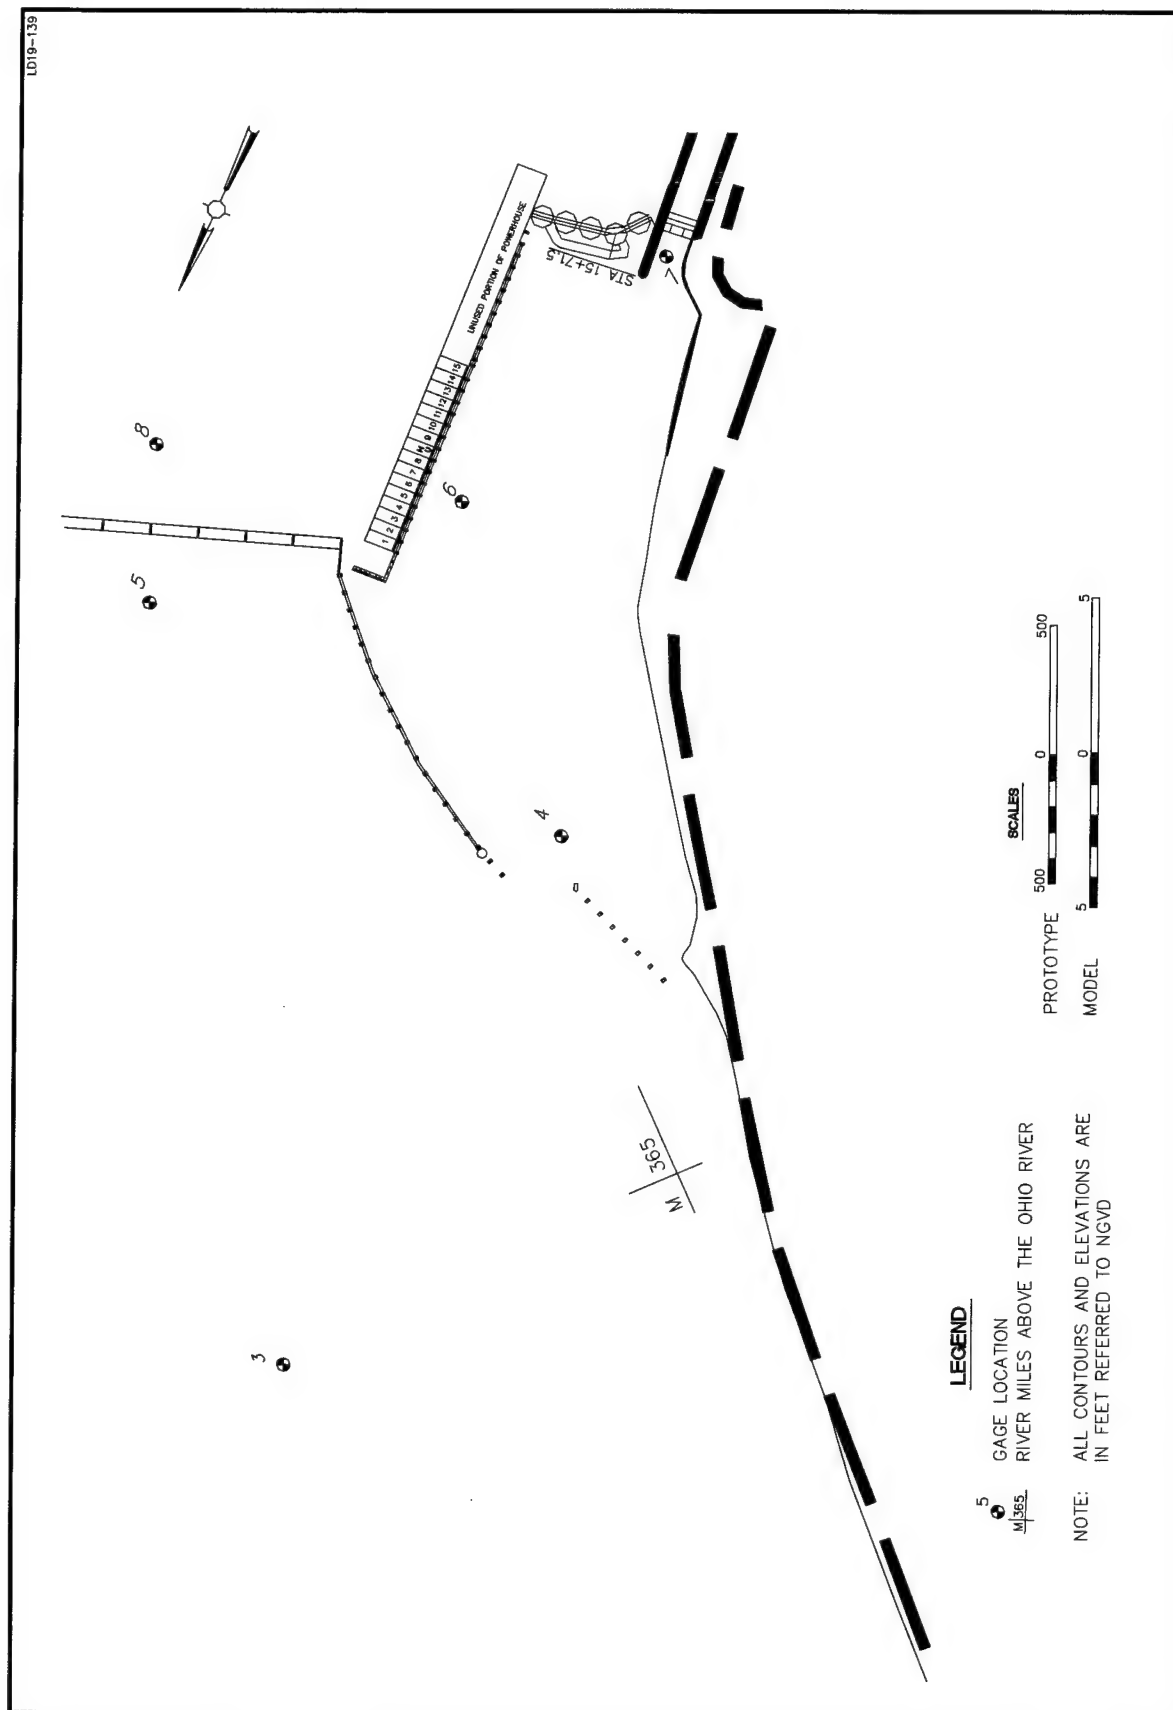 LD19-139
8
5
6
4
3
7
1 2 3 4 5 6 7 8 9 10 11 12 13 14 15
UNUSED PORTION OF POWERHOUSE
STA 15+71.5
M 365
LEGEND
5 GAGE LOCATION
M 365 RIVER MILES ABOVE THE OHIO RIVER
NOTE: ALL CONTOURS AND ELEVATIONS ARE
IN FEET REFERRED TO NGVD
SCALES
PROTOTYPE 500 0 500
MODEL 5 0 5